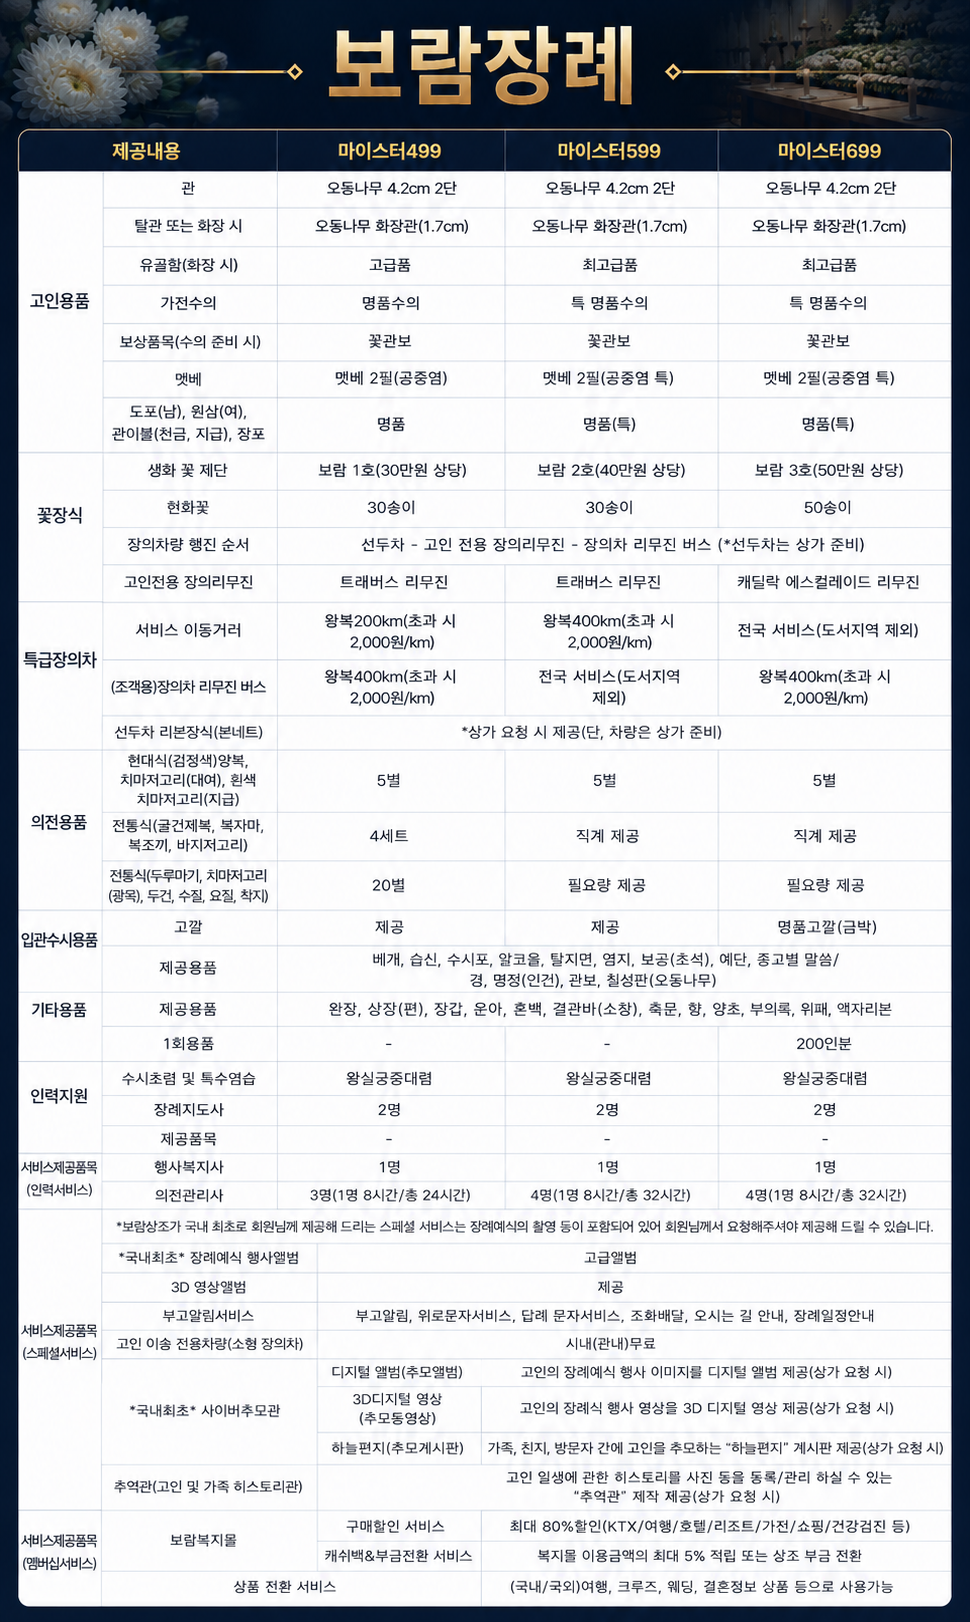 보람장례
제공내용 마이스터499 마이스터599 마이스터699
고인용품
관 오동나무 4.2cm 2단 오동나무 4.2cm 2단 오동나무 4.2cm 2단
탈관 또는 화장 시 오동나무 화장관(1.7cm) 오동나무 화장관(1.7cm) 오동나무 화장관(1.7cm)
유골함(화장 시) 고급품 최고급품 최고급품
가전수의 명품수의 특 명품수의 특 명품수의
보상품목(수의 준비 시) 꽃관보 꽃관보 꽃관보
맷베 멧베 2필(공중염) 멧베 2필(공중염 특) 멧베 2필(공중염 특)
도포(남), 원삼(여),
관이불(천금, 지급), 장포 명품 명품(특) 명품(특)
꽃장식
생화 꽃 제단 보람 1호(30만원 상당) 보람 2호(40만원 상당) 보람 3호(50만원 상당)
현화꽃 30송이 30송이 50송이
장의차량 행진 순서 선두차 - 고인 전용 장의리무진 - 장의차 리무진 버스 (*선두차는 상가 준비)
고인전용 장의리무진 트래버스 리무진 트래버스 리무진 캐딜락 에스컬레이드 리무진
특급장의차
서비스 이동거러 왕복200km(초과 시 2,000원/km) 왕복400km(초과 시 2,000원/km) 전국 서비스(도서지역 제외)
(조객용)장의차 리무진 버스 왕복400km(초과 시 2,000원/km) 전국 서비스(도서지역 제외) 왕복400km(초과 시 2,000원/km)
선두차 리본장식(본네트) *상가 요청 시 제공(단, 차량은 상가 준비)
의전용품
현대식(검정색)양복,
치마저고리(대여), 흰색
치마저고리(지급) 5벌 5벌 5벌
전통식(굴건제복, 복자마,
복조끼, 바지저고리) 4세트 직계 제공 직계 제공
전통식(두루마기, 치마저고리
(광목), 두건, 수질, 요질, 착지) 20벌 필요량 제공 필요량 제공
입관수시용품
고깔 제공 제공 명품고깔(금박)
제공용품 베개, 습신, 수시포, 알코올, 탈지면, 염지, 보공(초석), 예단, 종고별 말씀/
경, 명정(인건), 관보, 칠성판(오동나무)
기타용품
제공용품 완장, 상장(편), 장갑, 운아, 혼백, 결관바(소창), 축문, 향, 양초, 부의록, 위패, 액자리본
1회용품 - - 200인분
인력지원
수시초렴 및 톡수염습 왕실궁중대렴 왕실궁중대렴 왕실궁중대렴
장례지도사 2명 2명 2명
제공품목 - - -
서비스제공품목
(인력서비스)
행사복지사 1명 1명 1명
의전관리사 3명(1명 8시간/총 24시간) 4명(1명 8시간/총 32시간) 4명(1명 8시간/총 32시간)
서비스제공품목
(스페셜서비스)
*보람상조가 국내 최초로 회원님께 제공해 드리는 스페셜 서비스는 장례예식의 촬영 등이 포함되어 있어 회원님께서 요청해주셔야 제공해 드릴 수 있습니다.
*국내최초* 장례예식 행사앨범 고급앨범
3D 영상앨범 제공
부고알림서비스 부고알림, 위로문자서비스, 답례 문자서비스, 조화배달, 오시는 길 안내, 장례일정안내
고인 이송 전용차량(소형 장의차) 시내(관내)무료
*국내최초* 사이버추모관
디지털 앨범(추모앨범) 고인의 장례예식 행사 이미지를 디지털 앨범 제공(상가 요청 시)
3D디지털 영상
(추모동영상) 고인의 장례식 행사 영상을 3D 디지털 영상 제공(상가 요청 시)
하늘편지(추모게시판) 가족, 친지, 방문자 간에 고인을 추모하는 "하늘편지" 게시판 제공(상가 요청 시)
추역관(고인 및 가족 히스토리관) 고인 일생에 관한 히스토리를 사진 동을 동록/관리 하실 수 있는
"추역관" 제작 제공(상가 요청 시)
서비스제공품목
(맴버십서비스)
보람복지몰
구매할인 서비스 최대 80%할인(KTX/여행/호텔/리조트/가전/쇼핑/건강검진 등)
캐쉬백&부금전환 서비스 복지몰 이용금액의 최대 5% 적립 또는 상조 부금 전환
상품 전환 서비스 (국내/국외)여행, 크루즈, 웨딩, 결혼정보 상품 등으로 사용가능